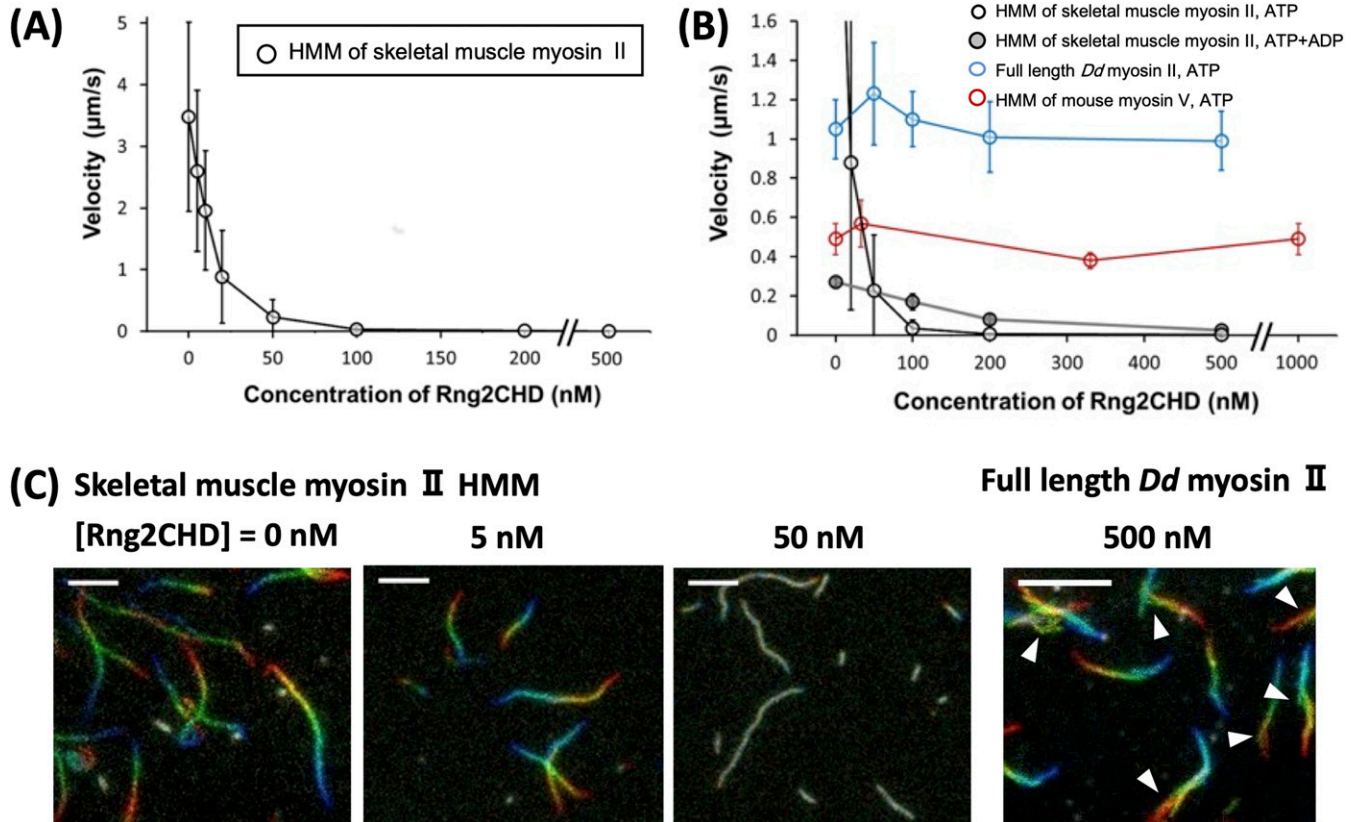 (A)
HMM of skeletal muscle myosin Ⅱ
Velocity (μm/s)
5
4
3
2
1
0
0 50 100 150 200 500
Concentration of Rng2CHD (nM)
(B)
HMM of skeletal muscle myosin II, ATP
HMM of skeletal muscle myosin II, ATP+ADP
Full length Dd myosin II, ATP
HMM of mouse myosin V, ATP
Velocity (μm/s)
1.6
1.4
1.2
1
0.8
0.6
0.4
0.2
0
0 100 200 300 400 500 1000
Concentration of Rng2CHD (nM)
(C) Skeletal muscle myosin Ⅱ HMM
Full length Dd myosin Ⅱ
[Rng2CHD] = 0 nM 5 nM 50 nM 500 nM